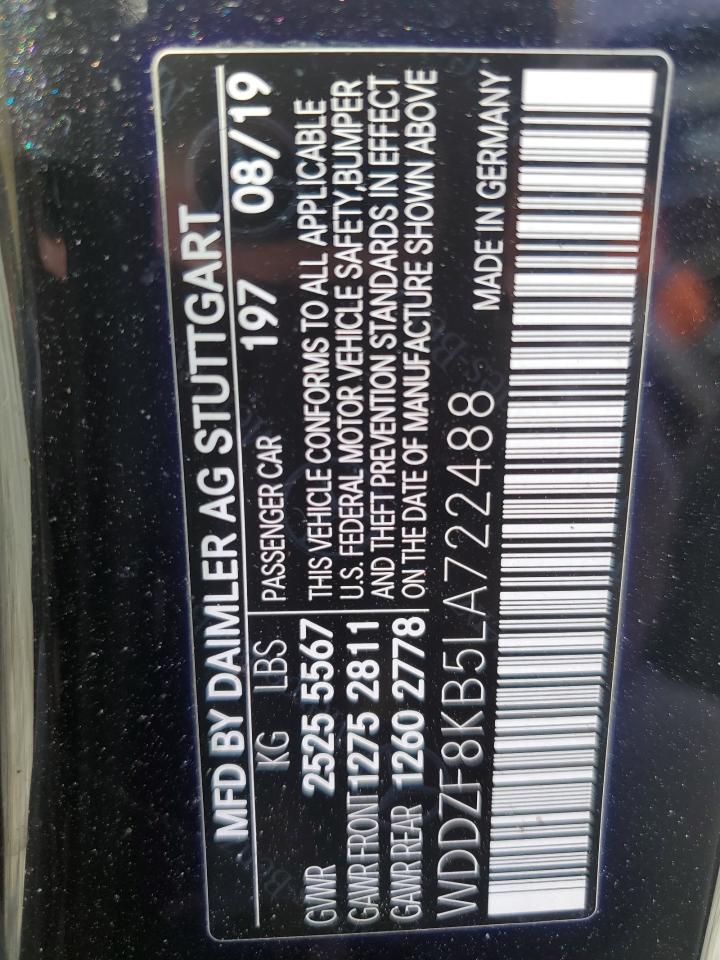 MFD BY DAIMLER AG STUTTGART
KG LBS 197 08/19
GVWR 2525 5567 PASSENGER CAR
GAWR FRONT 1275 2811
GAWR REAR 1260 2778
THIS VEHICLE CONFORMS TO ALL APPLICABLE
U.S. FEDERAL MOTOR VEHICLE SAFETY, BUMPER
AND THEFT PREVENTION STANDARDS IN EFFECT
ON THE DATE OF MANUFACTURE SHOWN ABOVE
WDDZF8KB5LA722488
MADE IN GERMANY